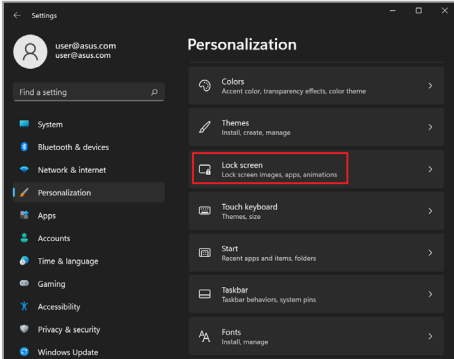 Settings
user@asus.com
user@asus.com
Find a setting
System
Bluetooth & devices
Network & internet
Personalization
Apps
Accounts
Time & language
Gaming
Accessibility
Privacy & security
Windows Update
Personalization
Colors
Accent color, transparency effects, color theme
Themes
Install, create, manage
Lock screen
Lock screen images, apps, animations
Touch keyboard
Themes, size
Start
Recent apps and items, folders
Taskbar
Taskbar behaviors, system pins
Fonts
Install, manage